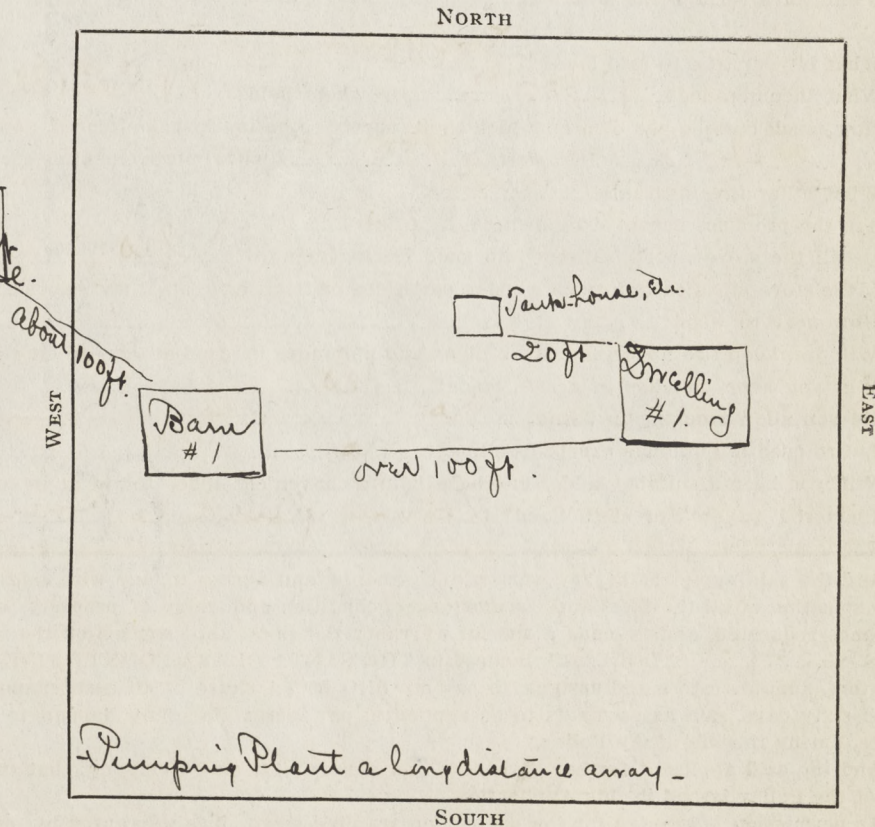 NORTH
Tank-house, Etc.
20 ft
Dwelling
# 1.
about 100 ft.
WEST
Barn
# 1
over 100 ft
EAST
Pumping Plant a long distance away -
SOUTH